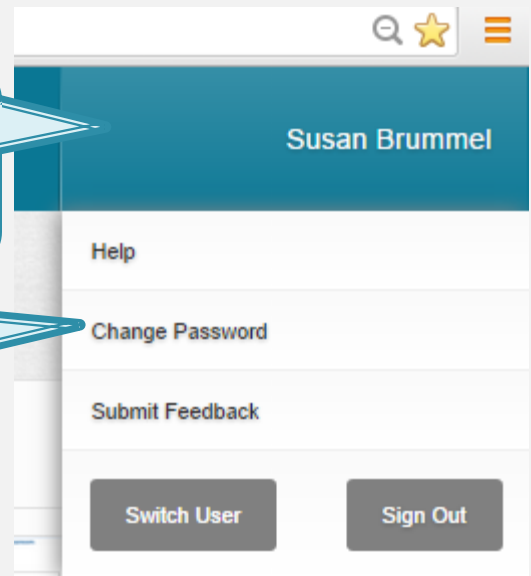 Susan Brummel
Help
Change Password
Submit Feedback
Switch User Sign Out